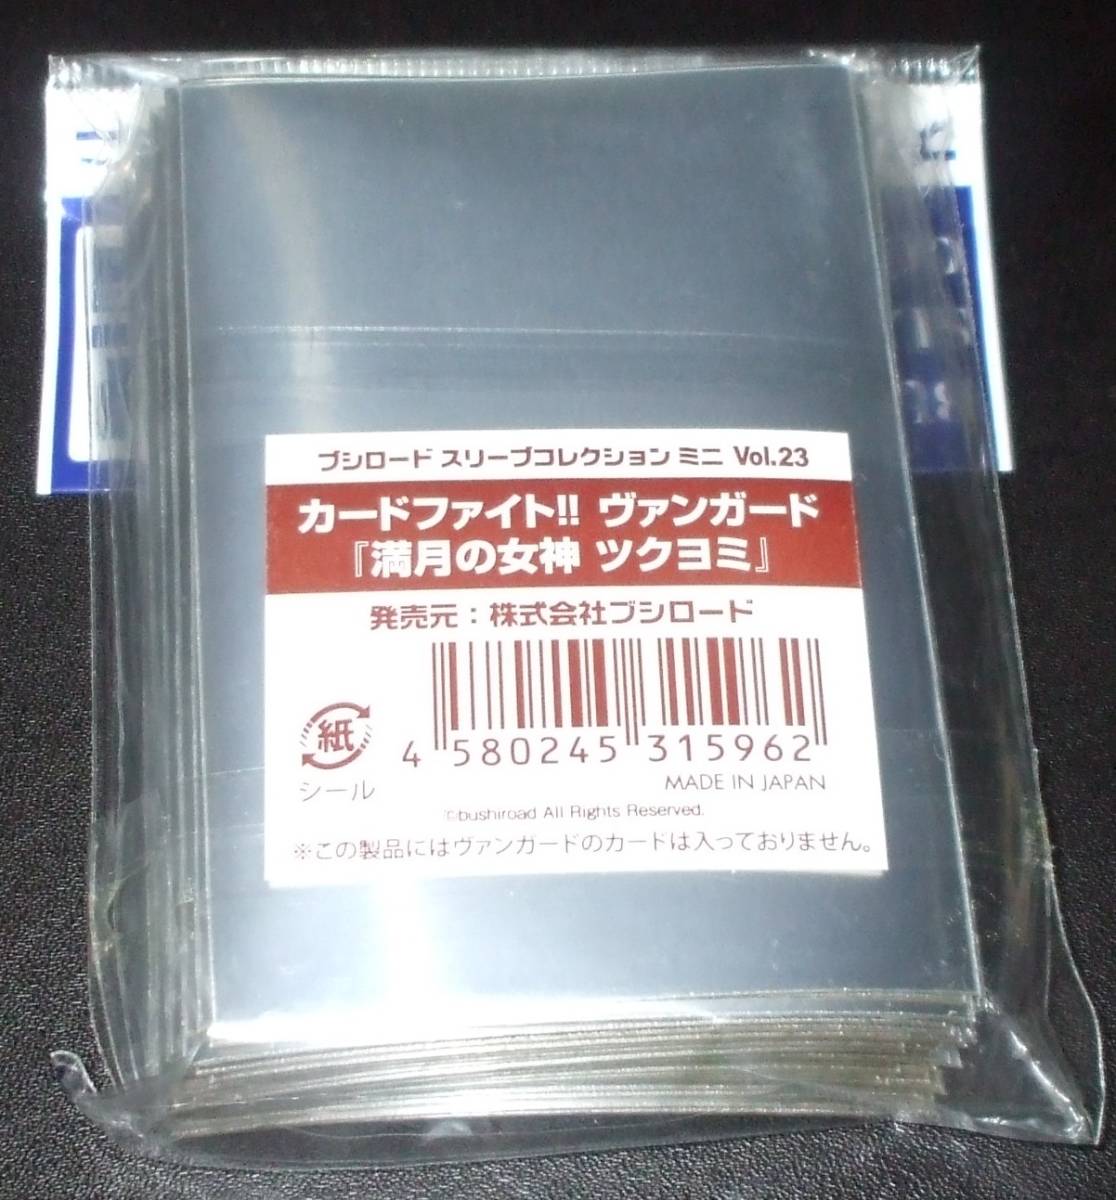 ブシロード スリーブコレクション ミニ Vol.23
カードファイト!! ヴァンガード
『満月の女神 ツクヨミ』
発売元：株式会社ブシロード
紙
シール
4 580245 315962
MADE IN JAPAN
©bushiroad All Rights Reserved.
※この製品にはヴァンガードのカードは入っておりません。